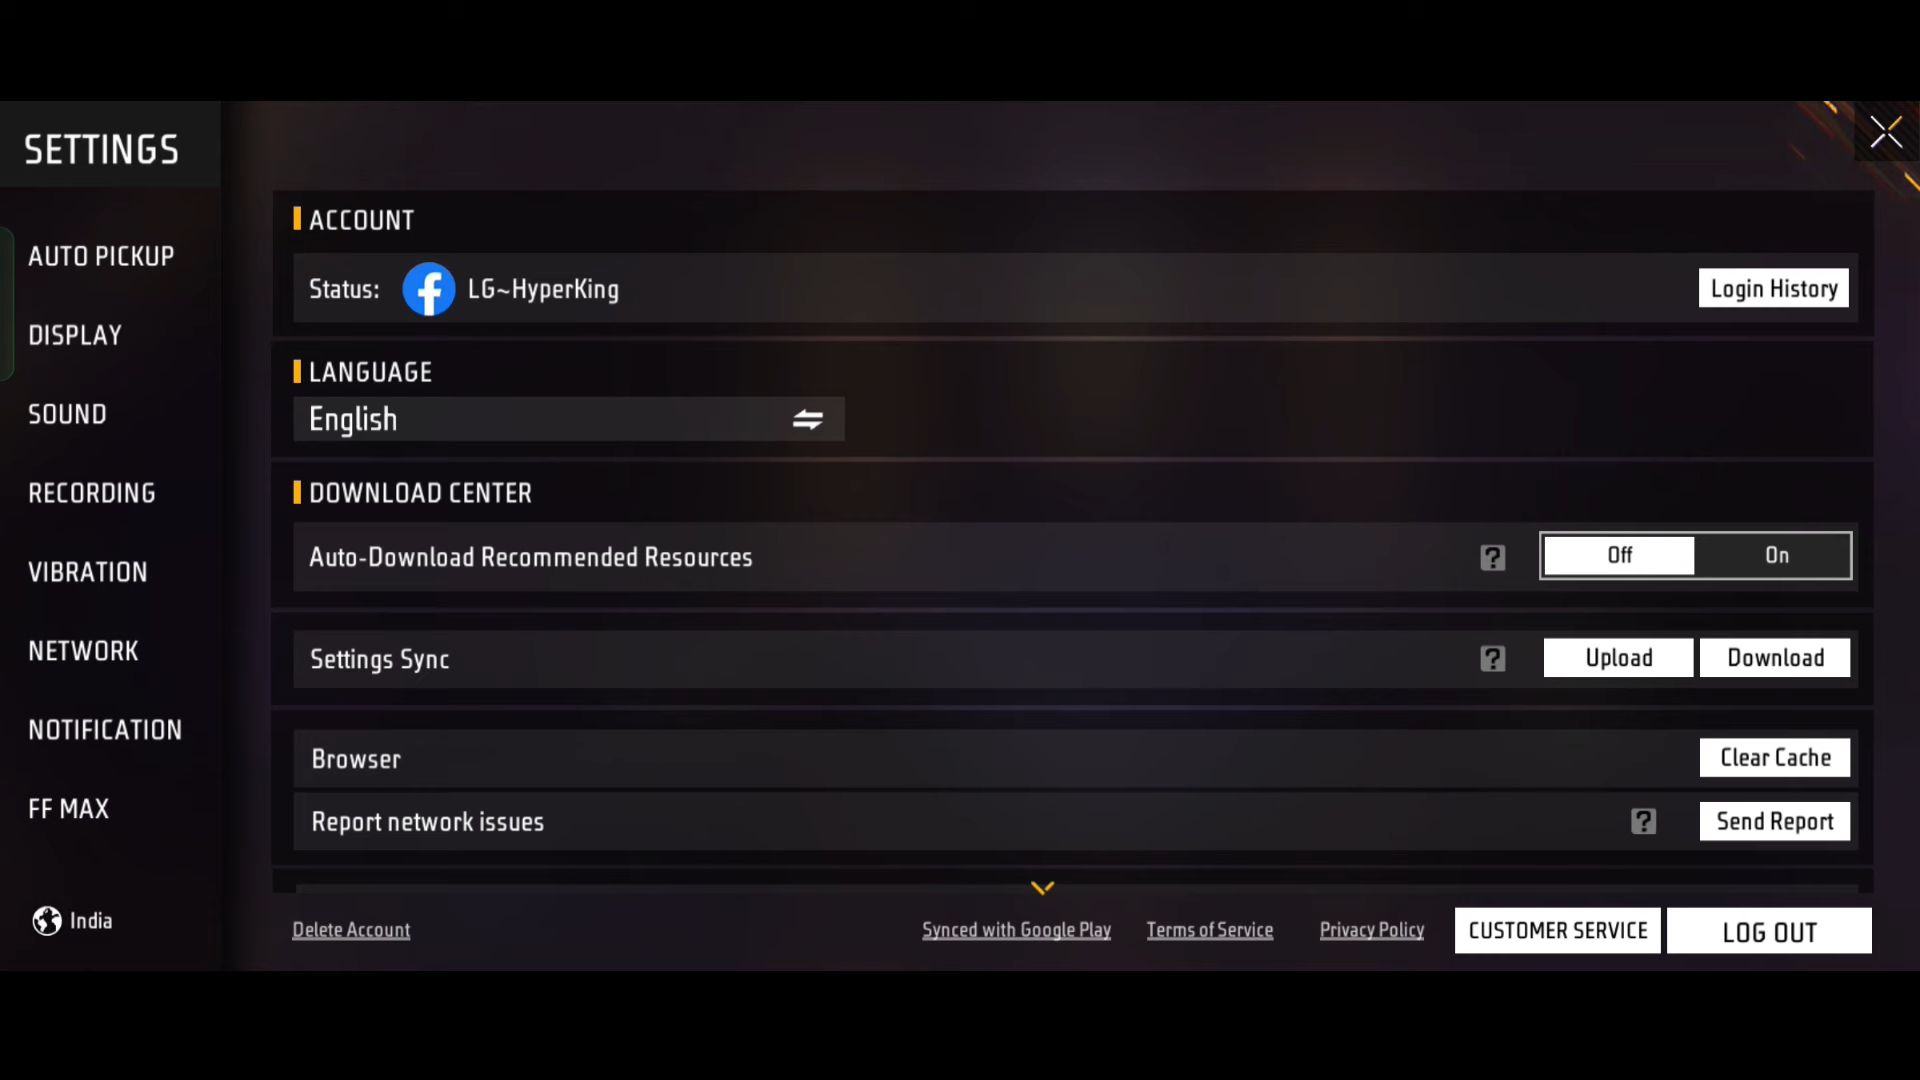 SETTINGS
AUTO PICKUP
DISPLAY
SOUND
RECORDING
VIBRATION
NETWORK
NOTIFICATION
FF MAX
India
ACCOUNT
Status: LG~HyperKing Login History
LANGUAGE
English
DOWNLOAD CENTER
Auto-Download Recommended Resources ? Off On
Settings Sync ? Upload Download
Browser Clear Cache
Report network issues ? Send Report
Delete Account Synced with Google Play Terms of Service Privacy Policy CUSTOMER SERVICE LOG OUT